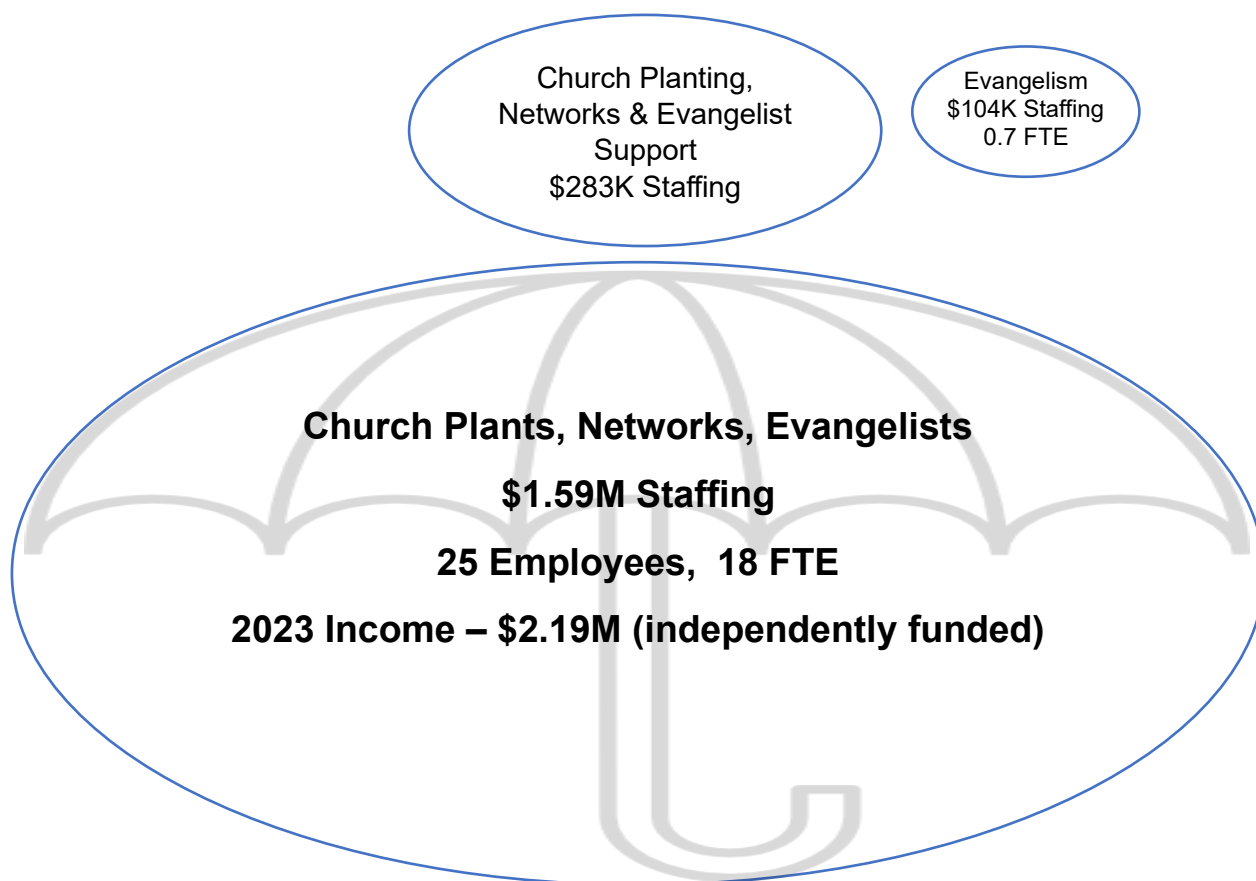 Church Planting,
Networks & Evangelist
Support
$283K Staffing
Evangelism
$104K Staffing
0.7 FTE
Church Plants, Networks, Evangelists
$1.59M Staffing
25 Employees,  18 FTE
2023 Income – $2.19M (independently funded)